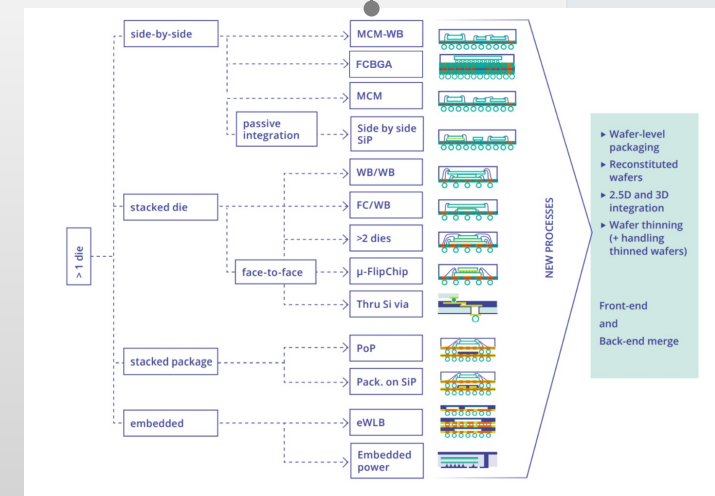 > 1 die
side-by-side
passive
integration
stacked die
face-to-face
stacked package
embedded
MCM-WB
FCBGA
MCM
Side by side
SiP
WB/WB
FC/WB
>2 dies
µ-FlipChip
Thru Si via
PoP
Pack. on SiP
eWLB
Embedded
power
NEW PROCESSES
▸ Wafer-level
packaging
▸ Reconstituted
wafers
▸ 2.5D and 3D
integration
▸ Wafer thinning
(+ handling
thinned wafers)
Front-end
and
Back-end merge